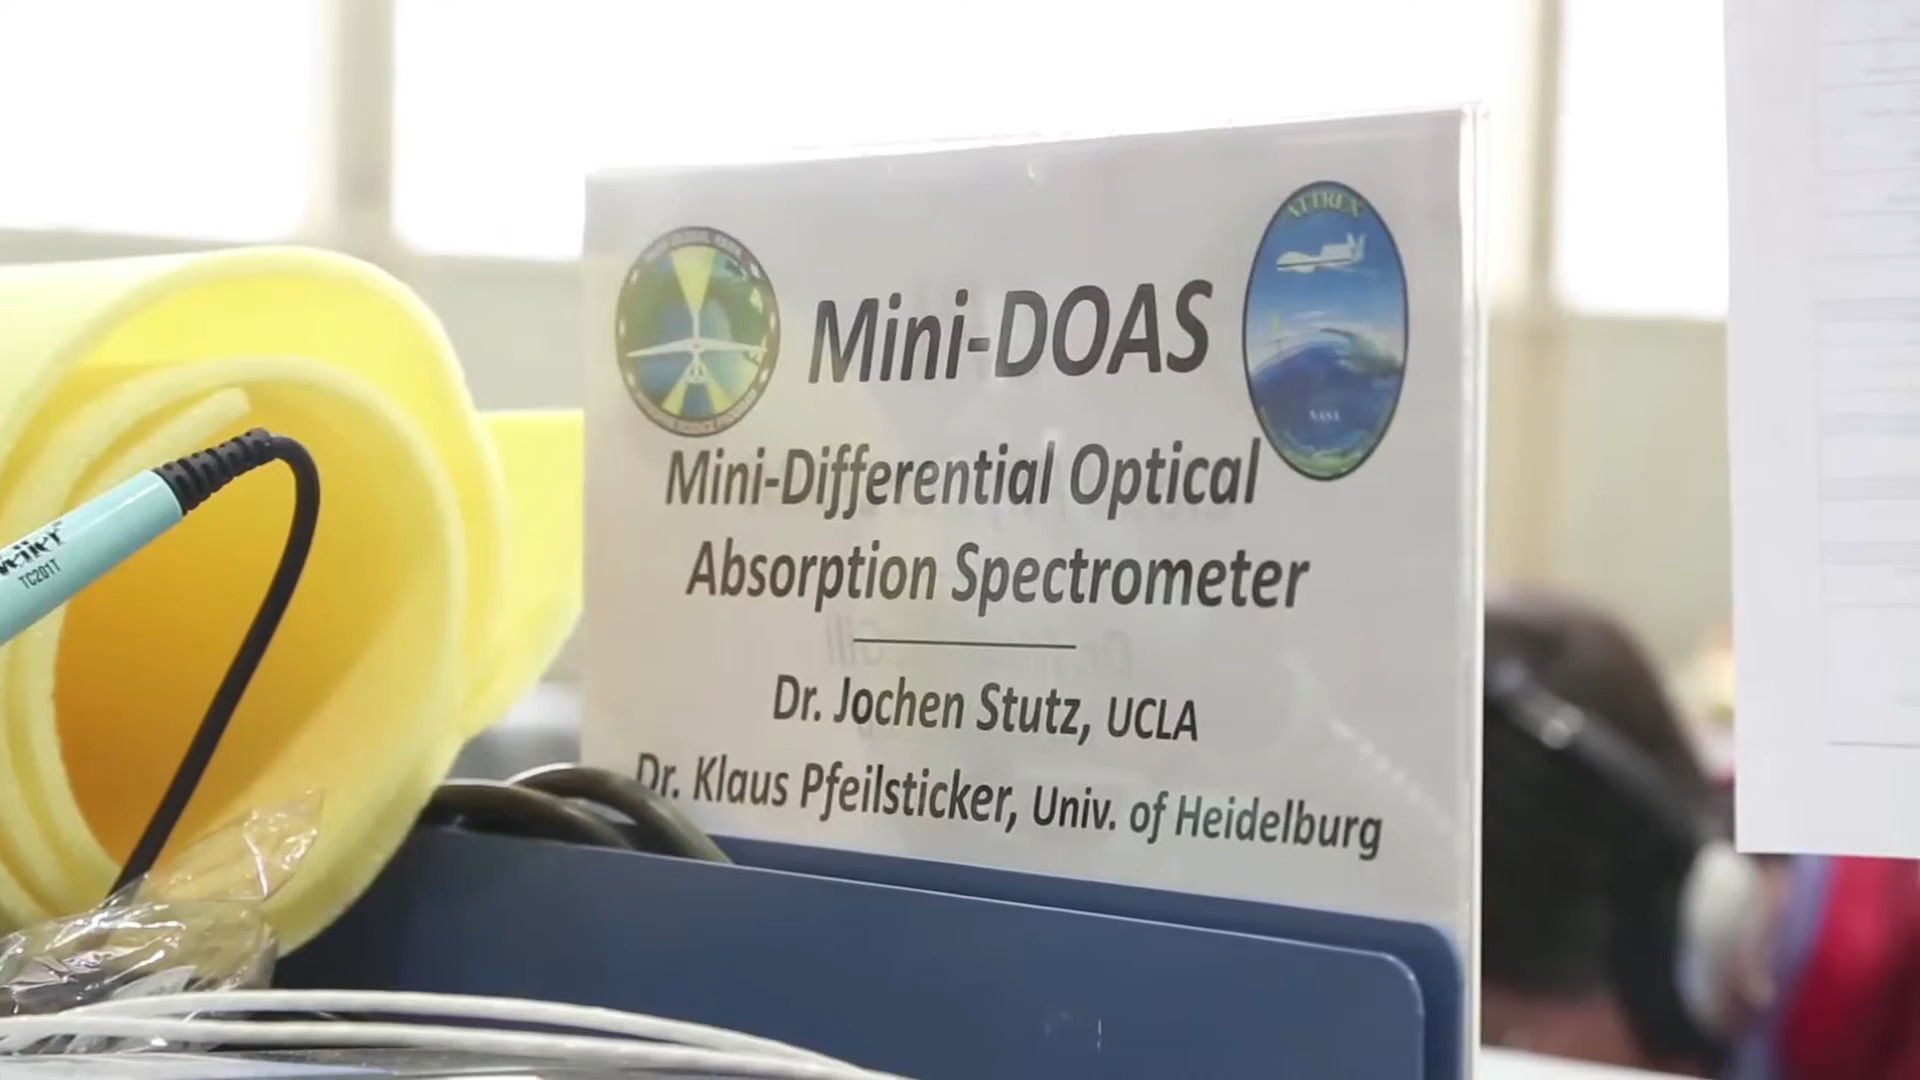 ATTREX
Mini-DOAS
NASA
Mini-Differential Optical
Absorption Spectrometer
Dr. Jochen Stutz, UCLA
Dr. Klaus Pfeilsticker, Univ. of Heidelburg
Weller
TC201T